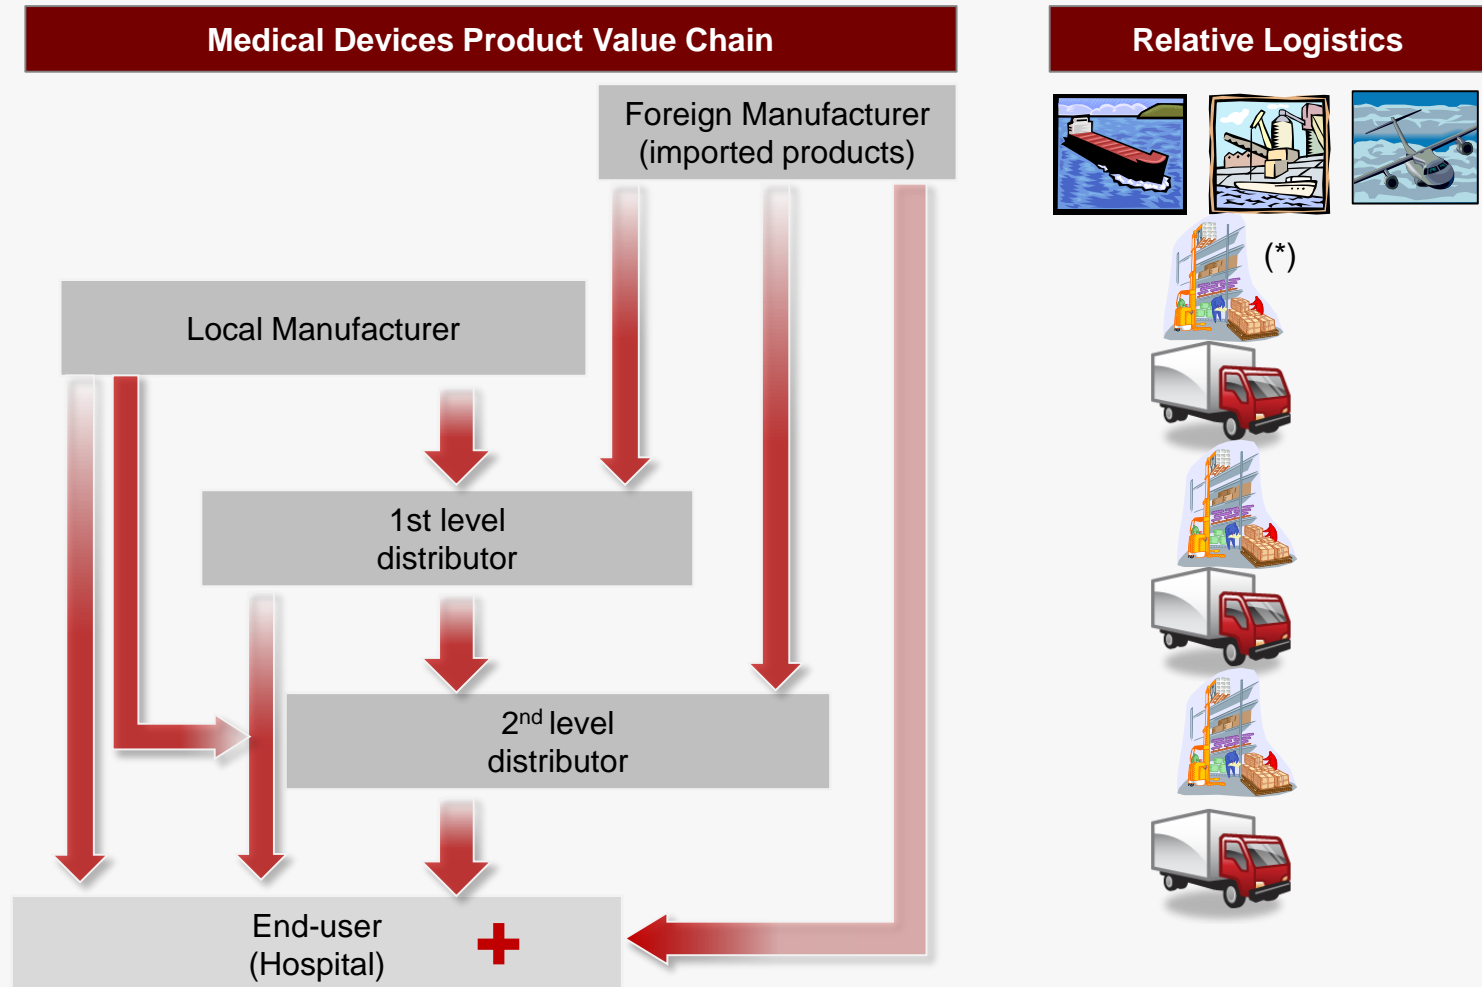 Medical Devices Product Value Chain
Relative Logistics
Foreign Manufacturer
(imported products)
(*)
Local Manufacturer
1st level
distributor
2nd level
distributor
End-user
(Hospital)